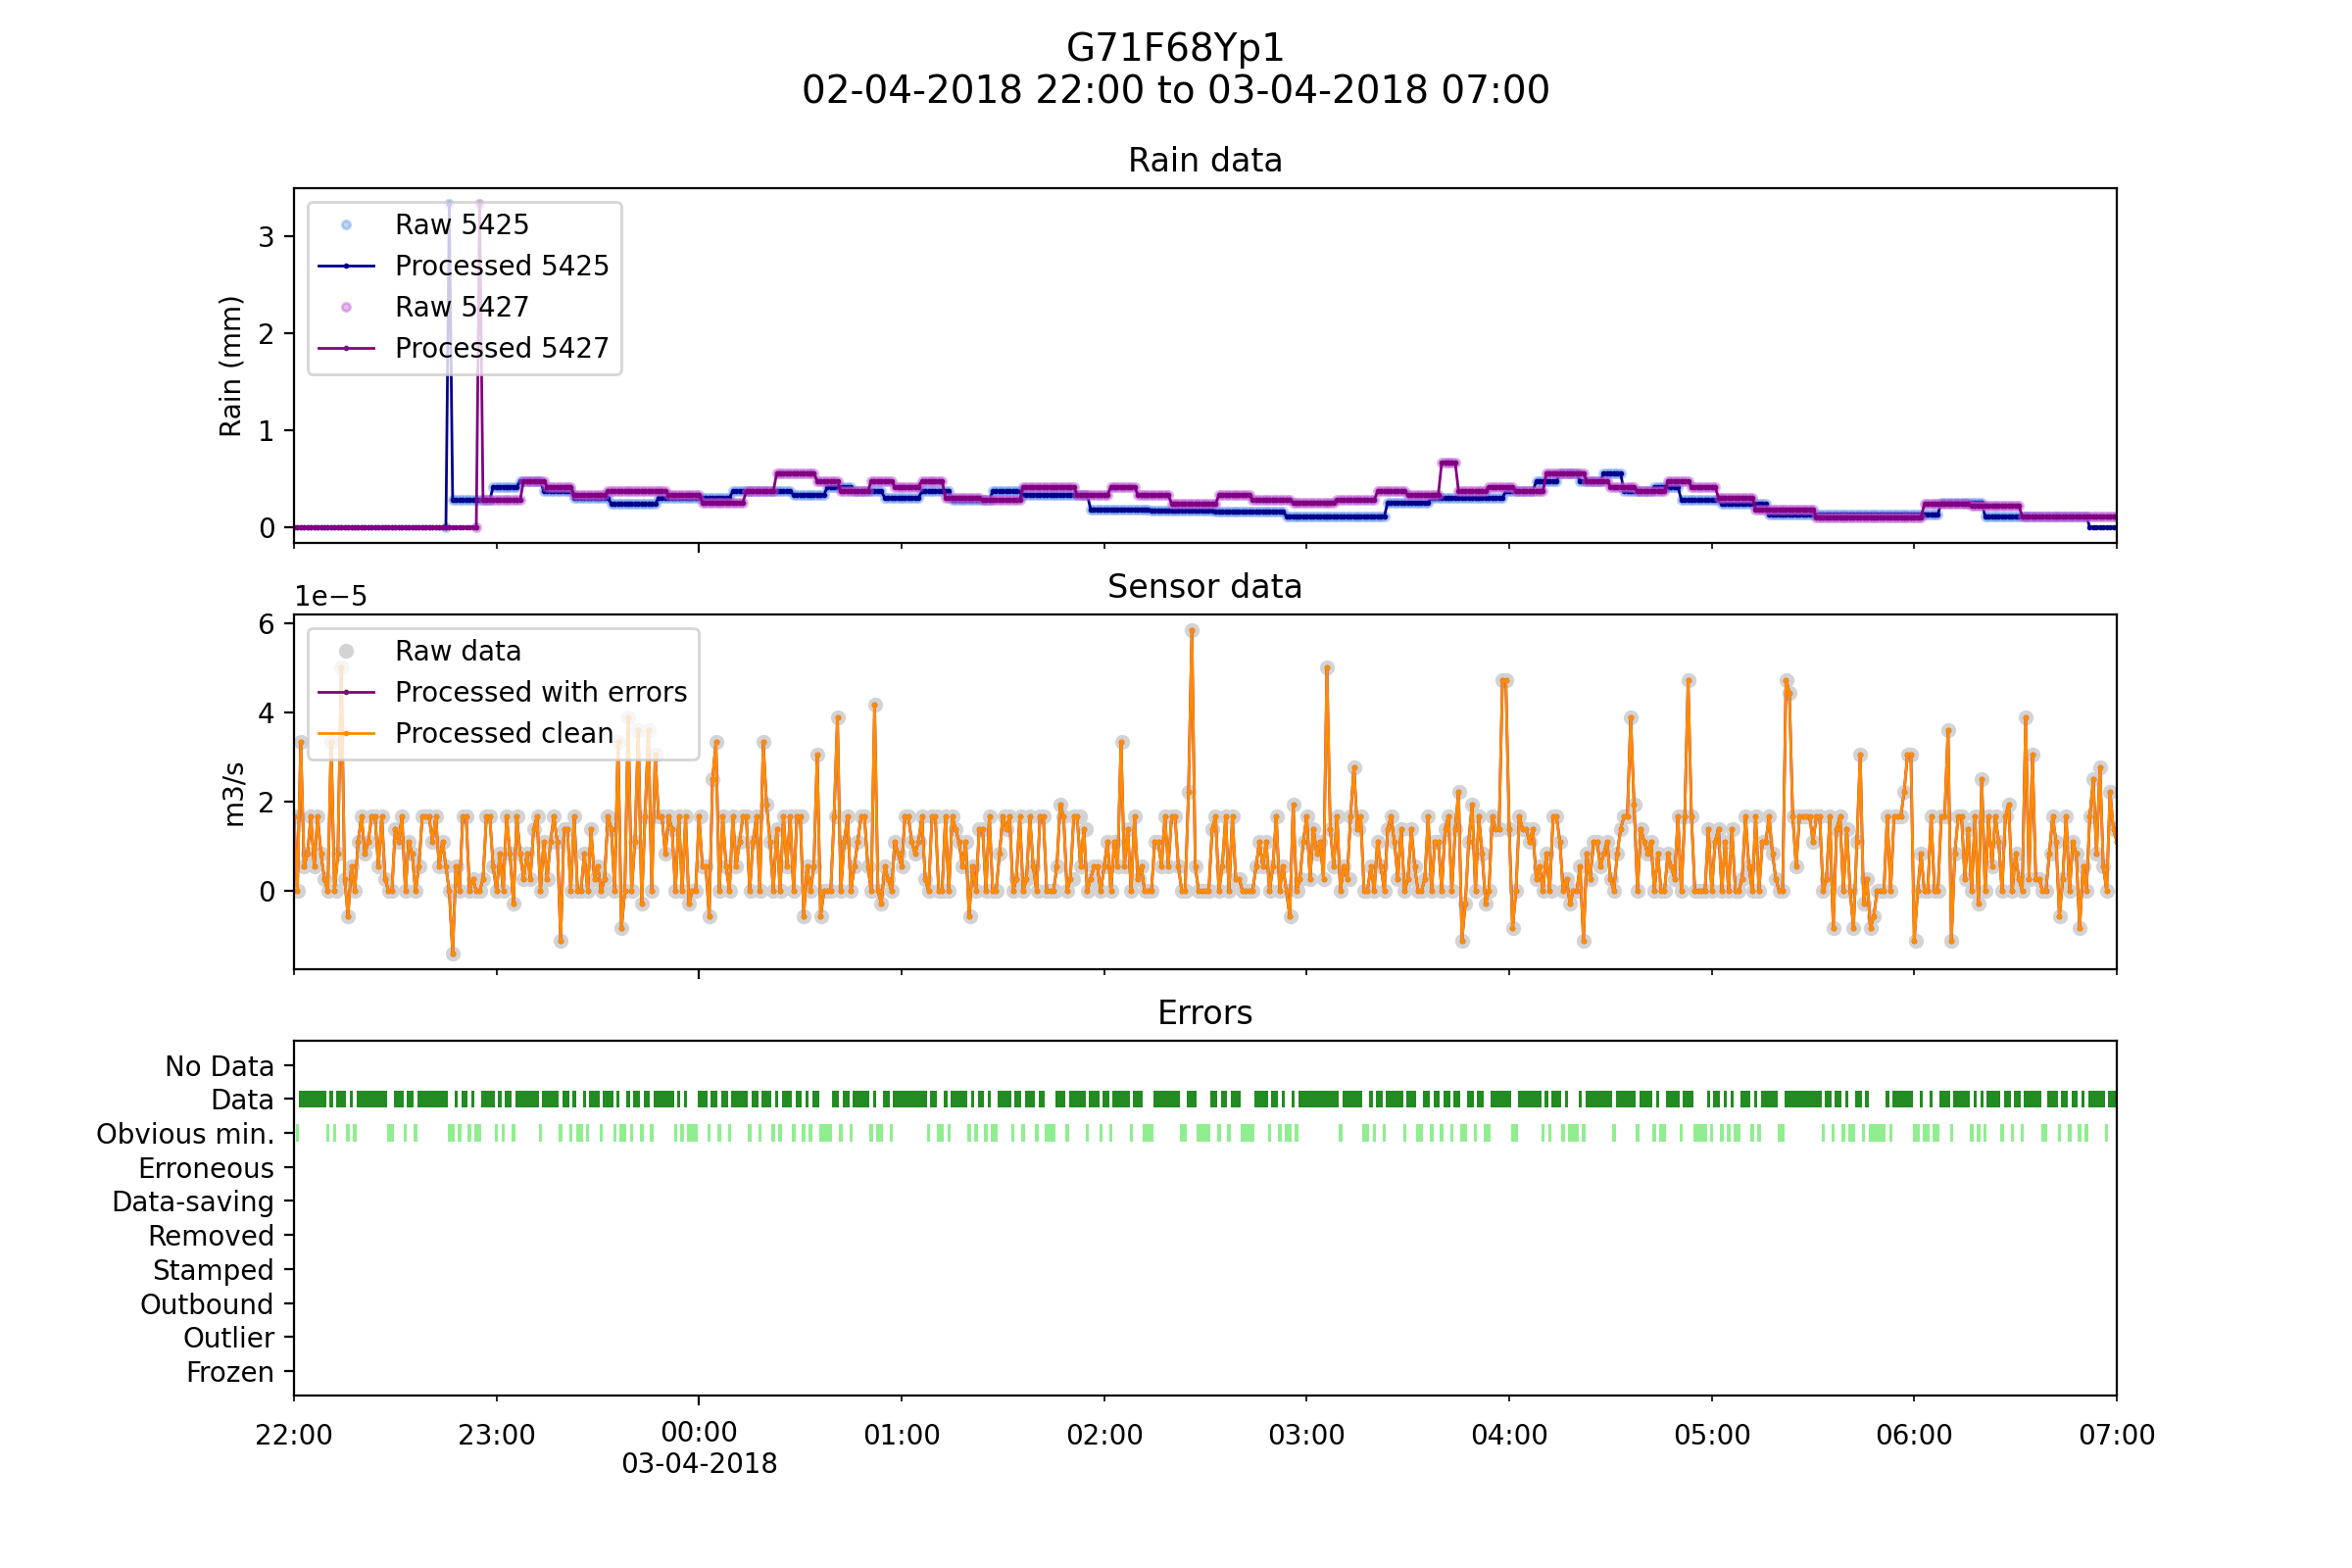 G71F68Yp1
02-04-2018 22:00 to 03-04-2018 07:00
Rain data
Rain (mm)
3
2
1
0
Raw 5425
Processed 5425
Raw 5427
Processed 5427
Sensor data
1e−5
m3/s
6
4
2
0
Raw data
Processed with errors
Processed clean
Errors
No Data
Data
Obvious min.
Erroneous
Data-saving
Removed
Stamped
Outbound
Outlier
Frozen
22:00 23:00 00:00 01:00 02:00 03:00 04:00 05:00 06:00 07:00
03-04-2018